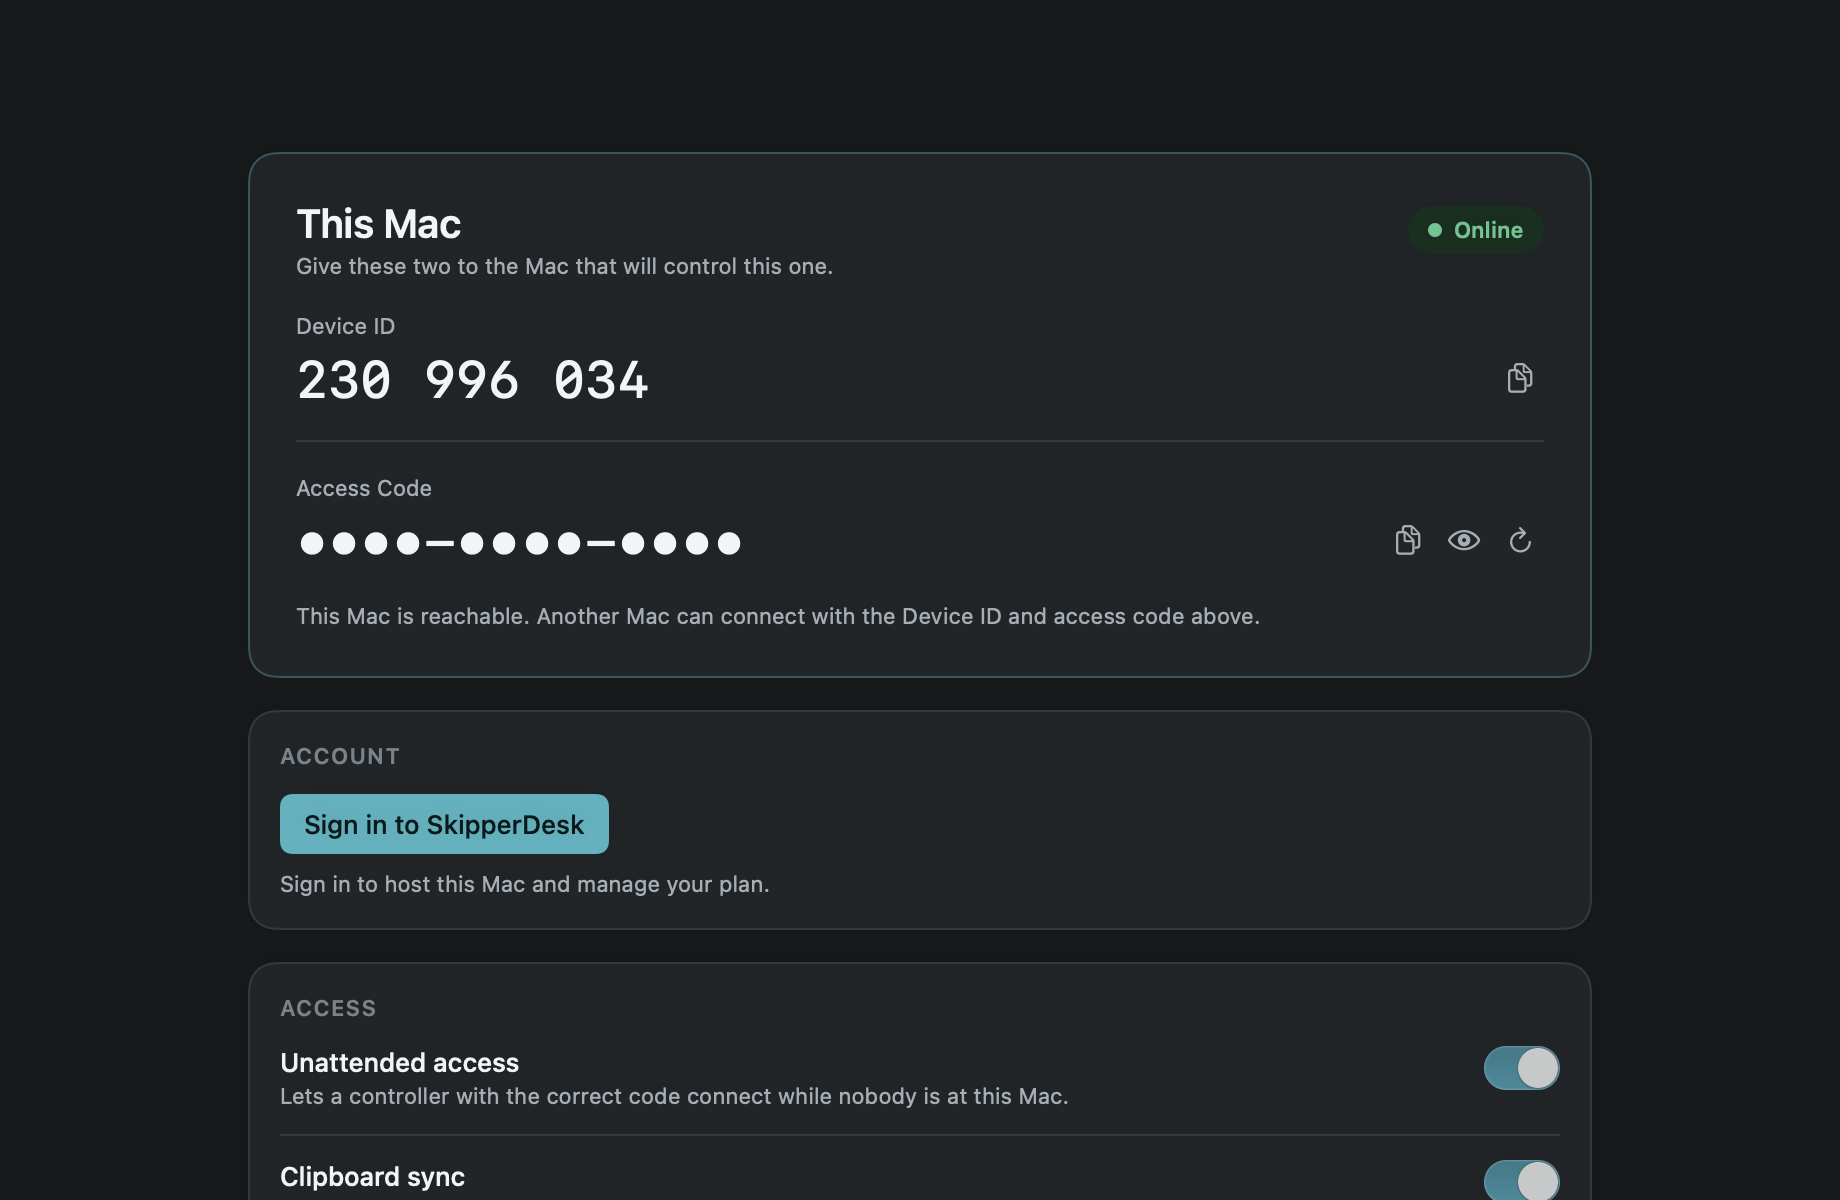 This Mac
Online
Give these two to the Mac that will control this one.
Device ID
230 996 034
Access Code
●●●●–●●●●–●●●●
This Mac is reachable. Another Mac can connect with the Device ID and access code above.
ACCOUNT
Sign in to SkipperDesk
Sign in to host this Mac and manage your plan.
ACCESS
Unattended access
Lets a controller with the correct code connect while nobody is at this Mac.
Clipboard sync